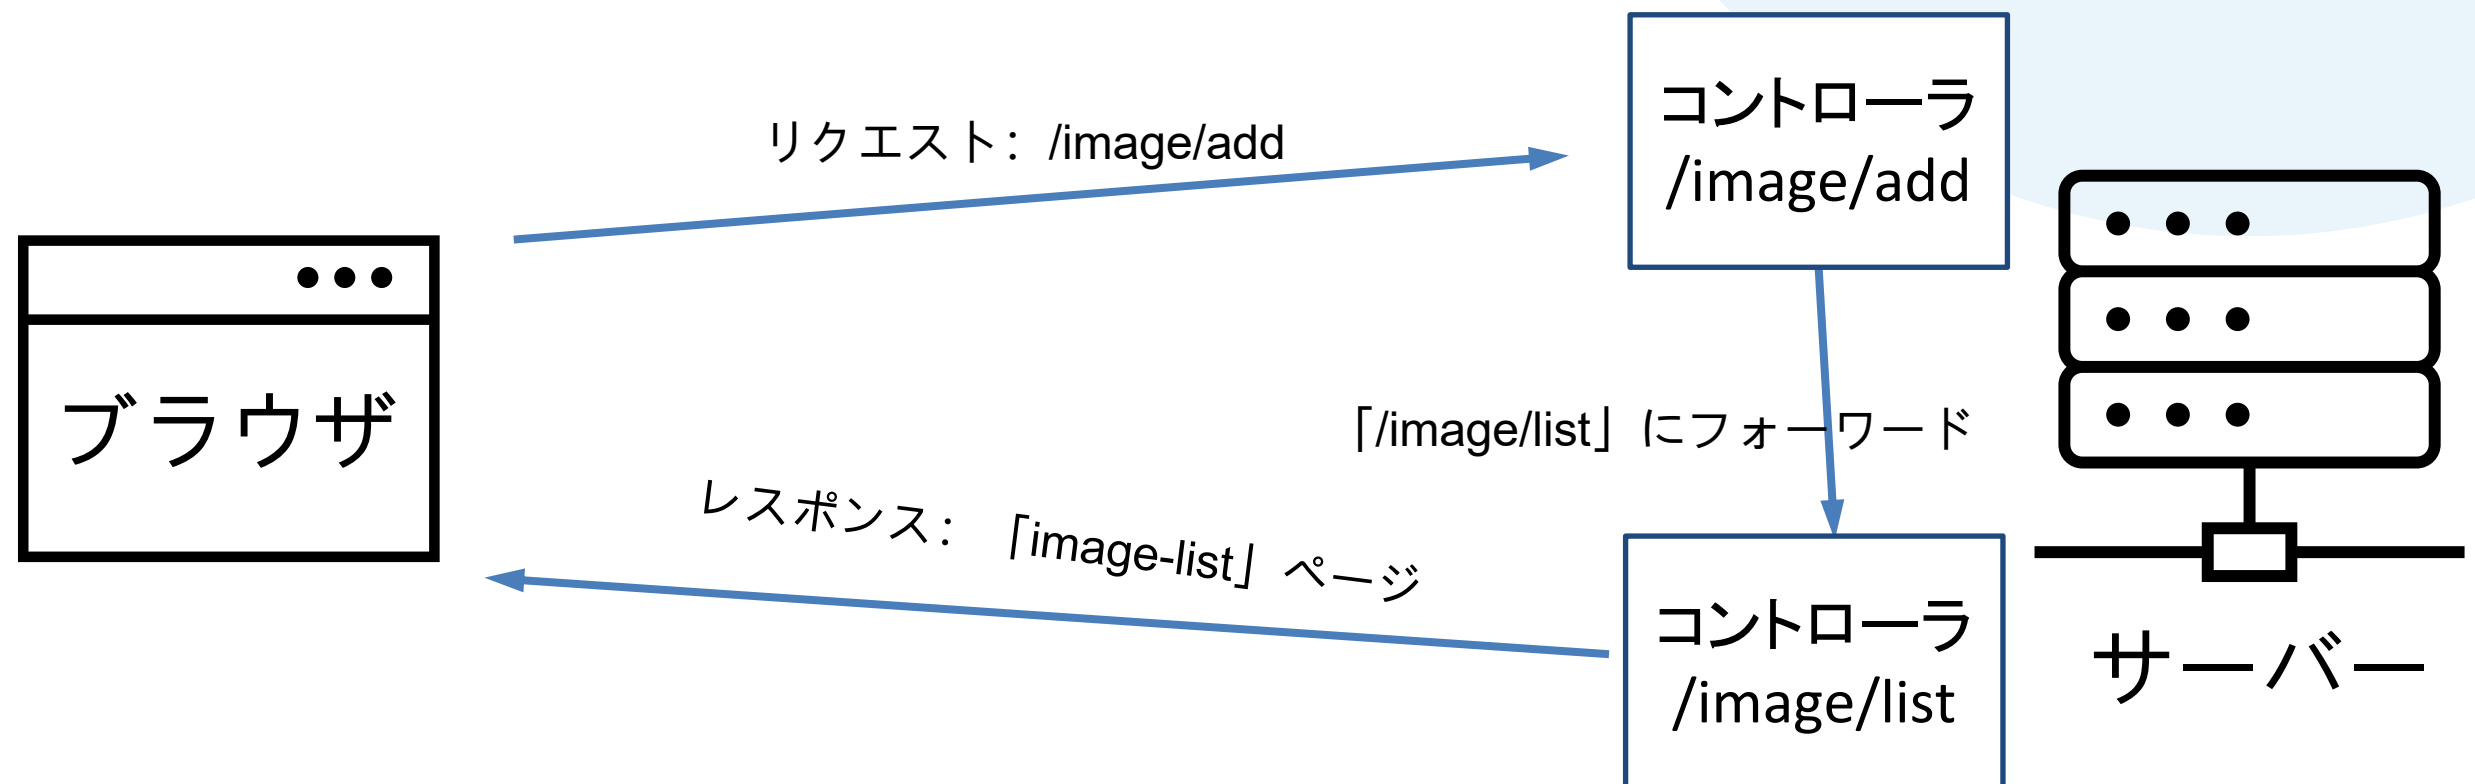 コントローラ
/image/add
リクエスト: /image/add
ブラウザ
「/image/list」にフォーワード
レスポンス: 「image-list」ページ
コントローラ
/image/list
サーバー